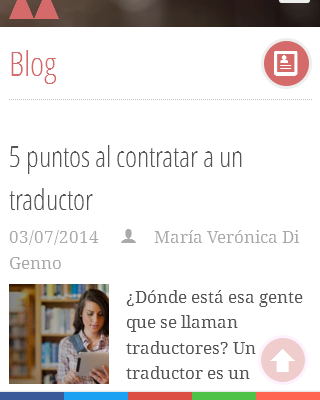 Blog
5 puntos al contratar a un
traductor
03/07/2014 María Verónica Di
Genno
¿Dónde está esa gente
que se llaman
traductores? Un
traductor es un